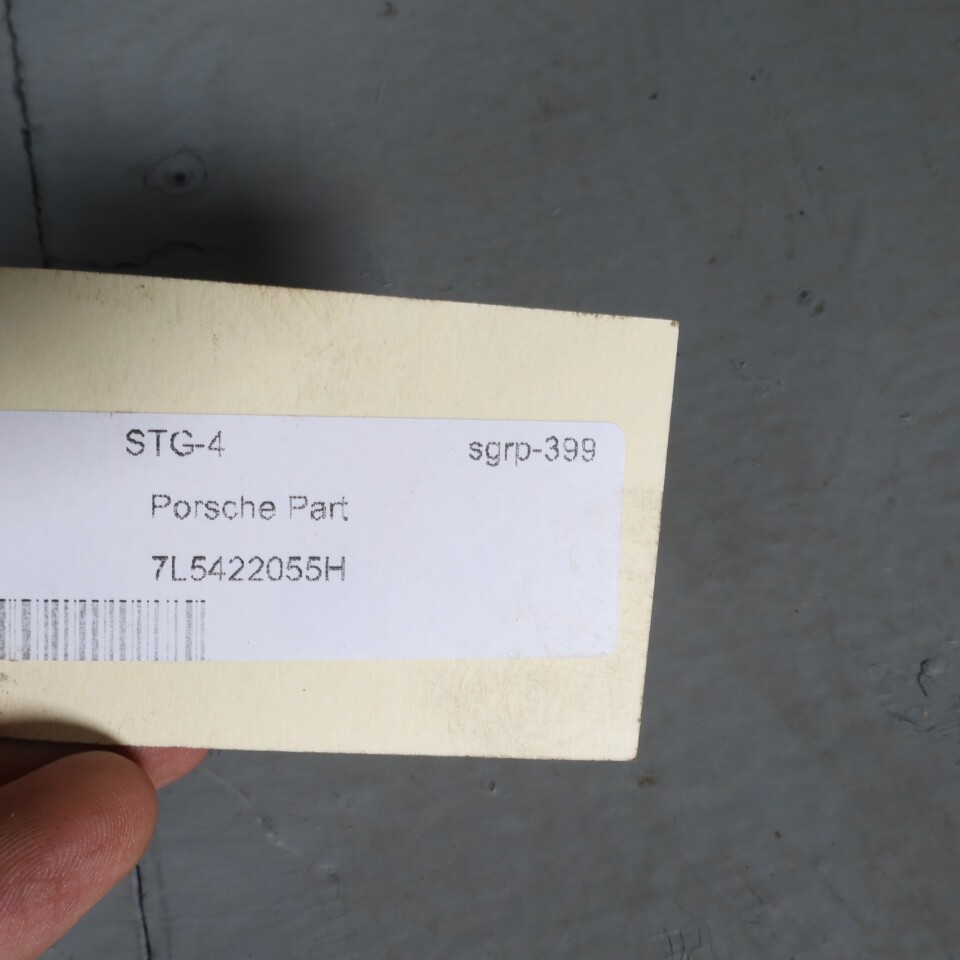 STG-4 sgrp-399
Porsche Part
7L5422055H